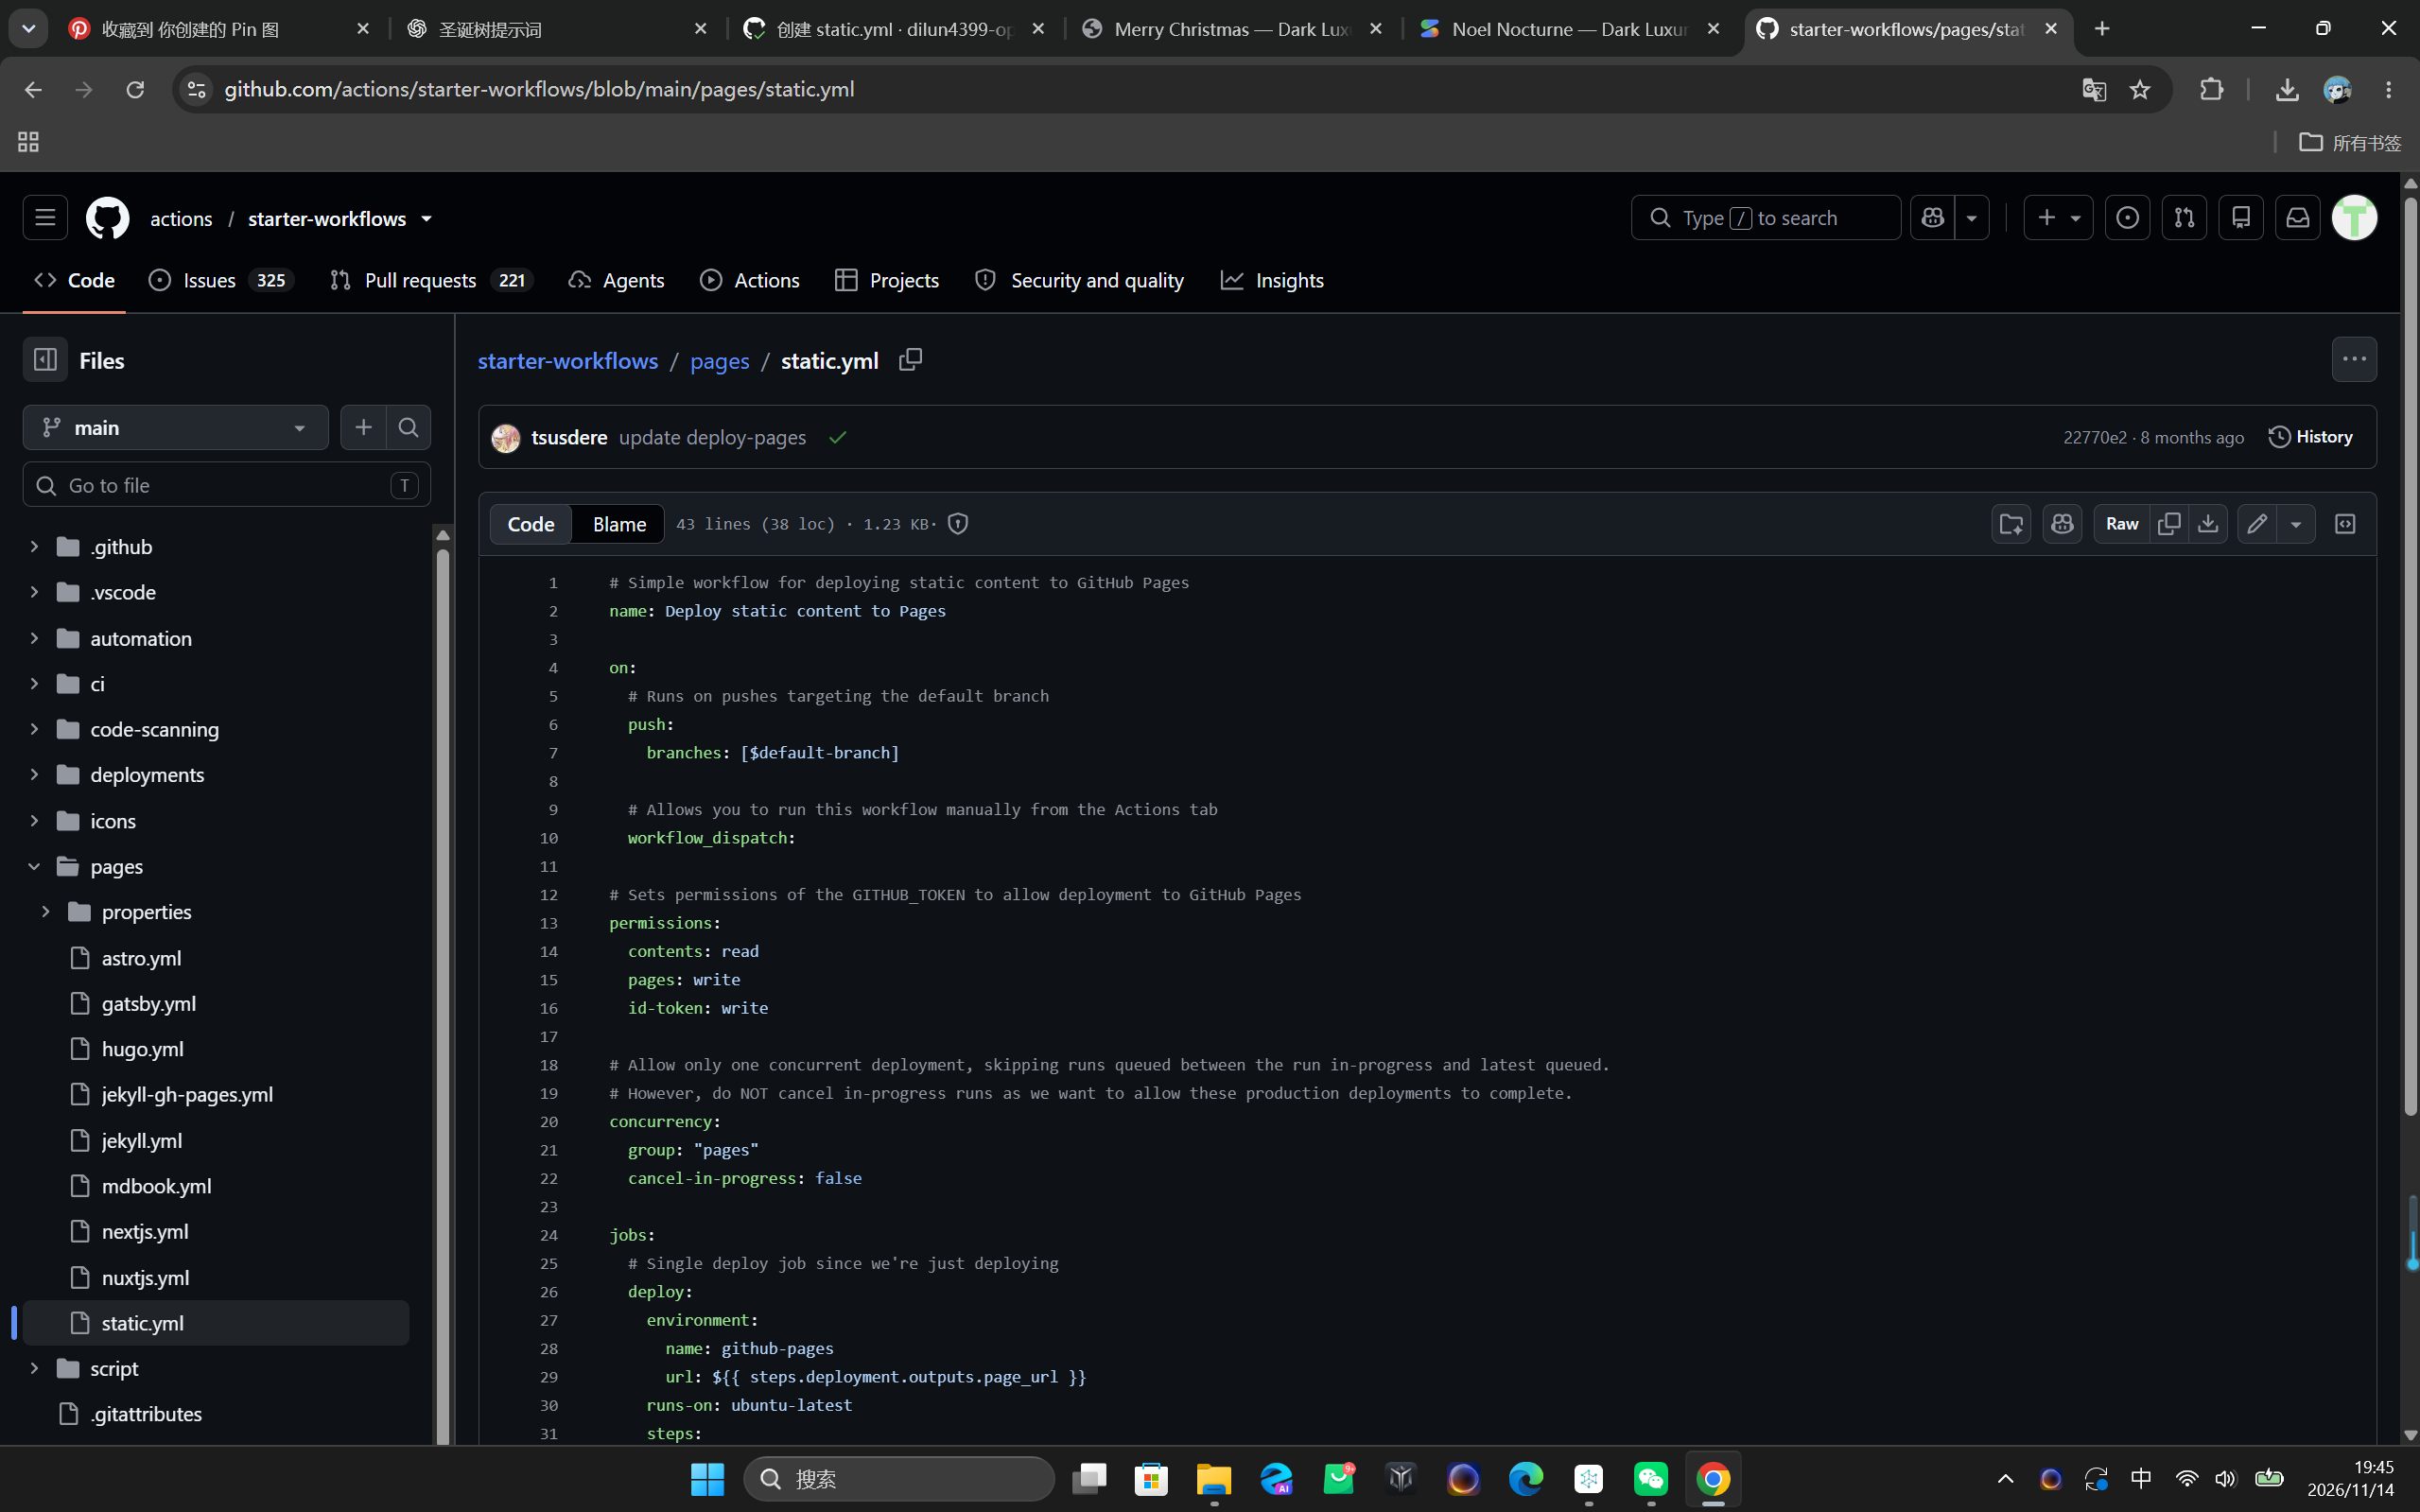 收藏到 你创建的 Pin 图
圣诞树提示词
创建 static.yml · dilun4399-op
Merry Christmas — Dark Lux
Noel Nocturne — Dark Luxur
starter-workflows/pages/stat
github.com/actions/starter-workflows/blob/main/pages/static.yml
所有书签
actions / starter-workflows
Type / to search
Code
Issues 325
Pull requests 221
Agents
Actions
Projects
Security and quality
Insights
Files
main
Go to file T
.github
.vscode
automation
ci
code-scanning
deployments
icons
pages
properties
astro.yml
gatsby.yml
hugo.yml
jekyll-gh-pages.yml
jekyll.yml
mdbook.yml
nextjs.yml
nuxtjs.yml
static.yml
script
.gitattributes
starter-workflows / pages / static.yml
tsusdere update deploy-pages
22770e2 · 8 months ago
History
Code Blame 43 lines (38 loc) · 1.23 KB ·
Raw
1 # Simple workflow for deploying static content to GitHub Pages
2 name: Deploy static content to Pages
3
4 on:
5 # Runs on pushes targeting the default branch
6 push:
7 branches: [$default-branch]
8
9 # Allows you to run this workflow manually from the Actions tab
10 workflow_dispatch:
11
12 # Sets permissions of the GITHUB_TOKEN to allow deployment to GitHub Pages
13 permissions:
14 contents: read
15 pages: write
16 id-token: write
17
18 # Allow only one concurrent deployment, skipping runs queued between the run in-progress and latest queued.
19 # However, do NOT cancel in-progress runs as we want to allow these production deployments to complete.
20 concurrency:
21 group: "pages"
22 cancel-in-progress: false
23
24 jobs:
25 # Single deploy job since we're just deploying
26 deploy:
27 environment:
28 name: github-pages
29 url: ${{ steps.deployment.outputs.page_url }}
30 runs-on: ubuntu-latest
31 steps:
搜索
AI
9+
中
19:45
2026/11/14